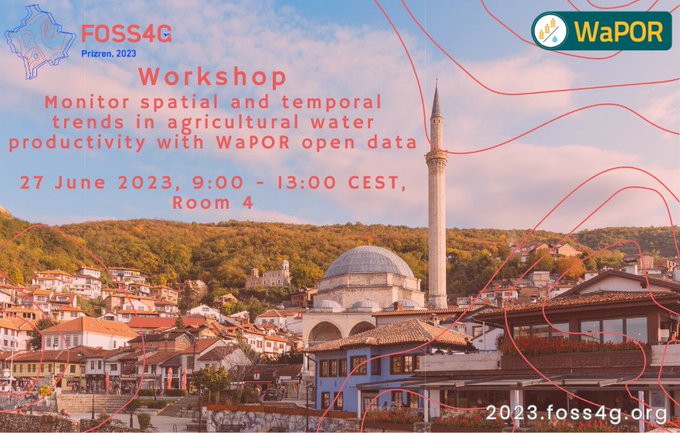 FOSS4G
Prizren, 2023
WaPOR
Workshop
Monitor spatial and temporal
trends in agricultural water
productivity with WaPOR open data
27 June 2023, 9:00 - 13:00 CEST,
Room 4
2023.foss4g.org